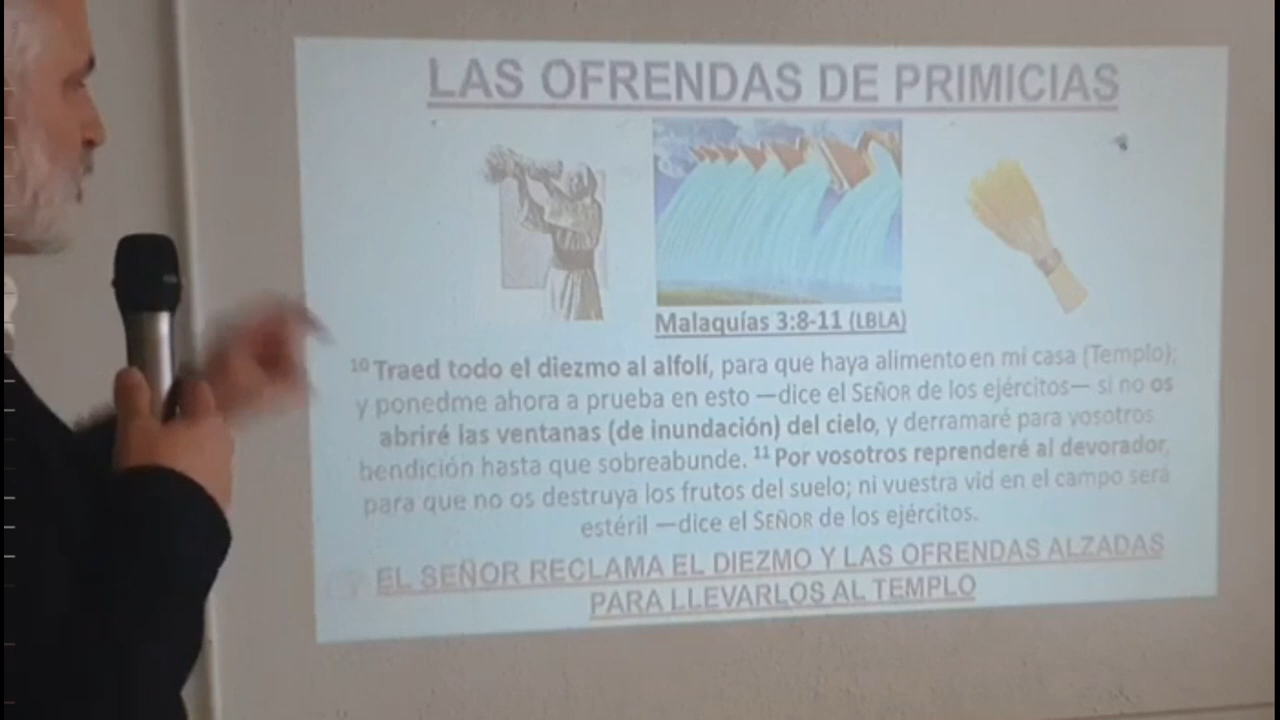 LAS OFRENDAS DE PRIMICIAS
Malaquías 3:8-11 (LBLA)
¹⁰ Traed todo el diezmo al alfolí, para que haya alimento en mi casa (Templo);
y ponedme ahora a prueba en esto —dice el SEÑOR de los ejércitos— si no os
abriré las ventanas (de inundación) del cielo, y derramaré para vosotros
bendición hasta que sobreabunde. ¹¹ Por vosotros reprenderé al devorador,
para que no os destruya los frutos del suelo; ni vuestra vid en el campo será
estéril —dice el SEÑOR de los ejércitos.
EL SEÑOR RECLAMA EL DIEZMO Y LAS OFRENDAS ALZADAS
PARA LLEVARLOS AL TEMPLO